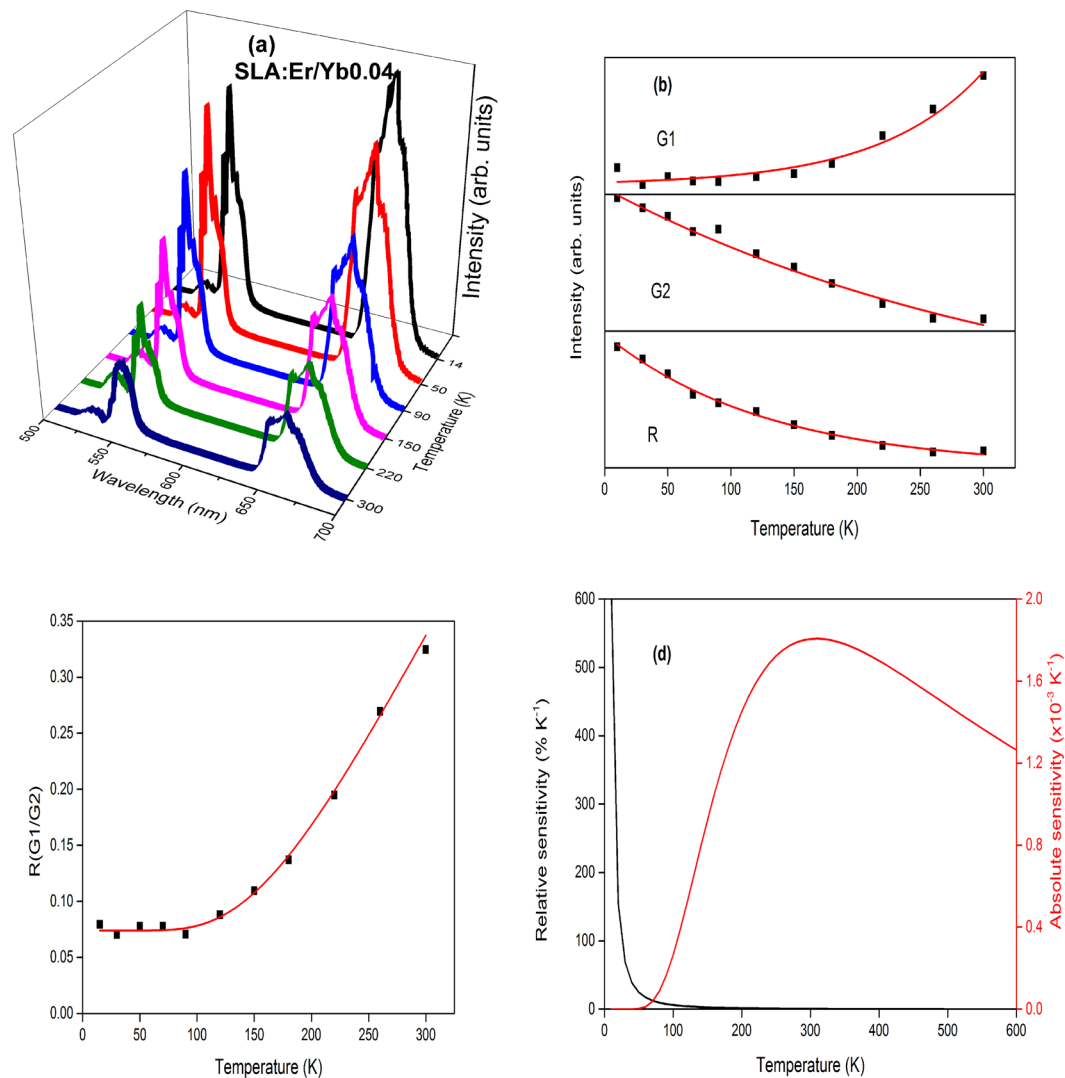 (a)
SLA:Er/Yb0.04
Intensity (arb. units)
14
50
90
150
220
300
Temperature (K)
500
550
600
650
700
Wavelength (nm)
(b)
G1
G2
R
Intensity (arb. units)
0 50 100 150 200 250 300
Temperature (K)
0.35
0.30
0.25
0.20
0.15
0.10
0.05
0.00
R(G1/G2)
0 50 100 150 200 250 300
Temperature (K)
(d)
600
500
400
300
200
100
0
Relative sensitivity (% K⁻¹)
2.0
1.6
1.2
0.8
0.4
0.0
Absolute sensitivity (x10⁻³ K⁻¹)
100 200 300 400 500 600
Temperature (K)